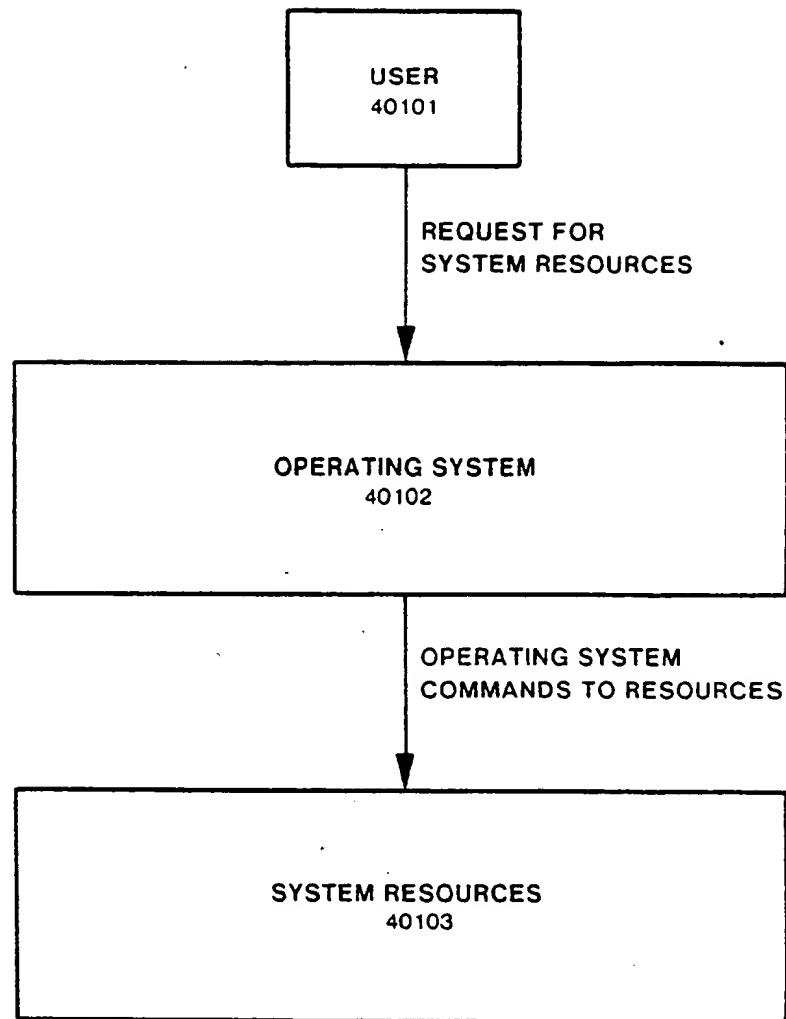 USER
40101
REQUEST FOR
SYSTEM RESOURCES
OPERATING SYSTEM
40102
OPERATING SYSTEM
COMMANDS TO RESOURCES
SYSTEM RESOURCES
40103